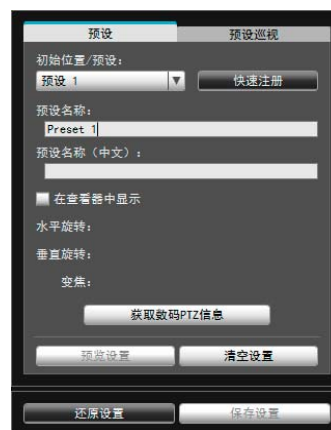 预设 预设巡视
初始位置/预设：
预设 1 快速注册
预设名称：
Preset 1
预设名称（中文）：
在查看器中显示
水平旋转：
垂直旋转：
变焦：
获取数码PTZ信息
预览设置 清空设置
还原设置 保存设置